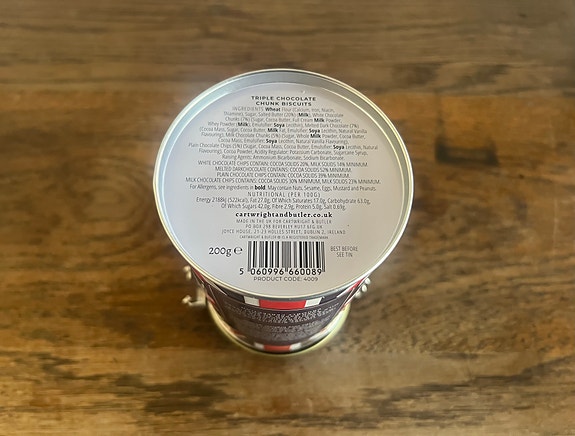 TRIPLE CHOCOLATE
CHUNK BISCUITS
INGREDIENTS: Wheat Flour (Calcium, Iron, Niacin,
Thiamine), Sugar, Salted Butter (20%) (Milk), White Chocolate
Chunks (7%) (Sugar, Cocoa Butter, Full Cream Milk Powder,
Whey Powder (Milk), Emulsifier: Soya Lecithin), Melted Dark Chocolate (7%)
(Cocoa Mass, Sugar, Cocoa Butter, Milk Fat, Emulsifier: Soya Lecithin, Natural Vanilla
Flavouring), Milk Chocolate Chunks (5%) (Sugar, Whole Milk Powder, Cocoa Butter,
Cocoa Mass, Emulsifier: Soya Lecithin, Natural Vanilla Flavouring),
Plain Chocolate Chips (1%) (Sugar, Cocoa Mass, Cocoa Butter, Emulsifier: Soya Lecithin, Natural
Flavouring), Cocoa Powder, Acidity Regulator: Potassium Carbonate, Sugarcane Syrup,
Raising Agents: Ammonium Bicarbonate, Sodium Bicarbonate.
WHITE CHOCOLATE CHIPS CONTAIN: COCOA SOLIDS 20%, MILK SOLIDS 14% MINIMUM.
MELTED DARK CHOCOLATE CONTAINS: COCOA SOLIDS 52% MINIMUM.
PLAIN CHOCOLATE CHIPS CONTAIN: COCOA SOLIDS 35% MINIMUM.
MILK CHOCOLATE CHIPS CONTAIN: COCOA SOLIDS 30% MINIMUM, MILK SOLIDS 23% MINIMUM.
For Allergens, see ingredients in bold. May contain Nuts, Sesame, Eggs, Mustard and Peanuts.
NUTRITIONAL (PER 100G)
Energy 2188kJ (522kcal), Fat 27.0g, Of Which Saturates 17.0g, Carbohydrate 63.0g,
Of Which Sugars 42.0g, Fibre 2.9g, Protein 5.0g, Salt 0.69g.
cartwrightandbutler.co.uk
MADE IN THE UK FOR CARTWRIGHT & BUTLER
PO BOX 298 BEVERLEY HU17 8EG UK
JOYCE HOUSE, 21-23 HOLLES STREET, DUBLIN 2, IRELAND
CARTWRIGHT & BUTLER IS A REGISTERED TRADEMARK
200g ℮
BEST BEFORE
SEE TIN
5 060996 660089
PRODUCT CODE: 4009